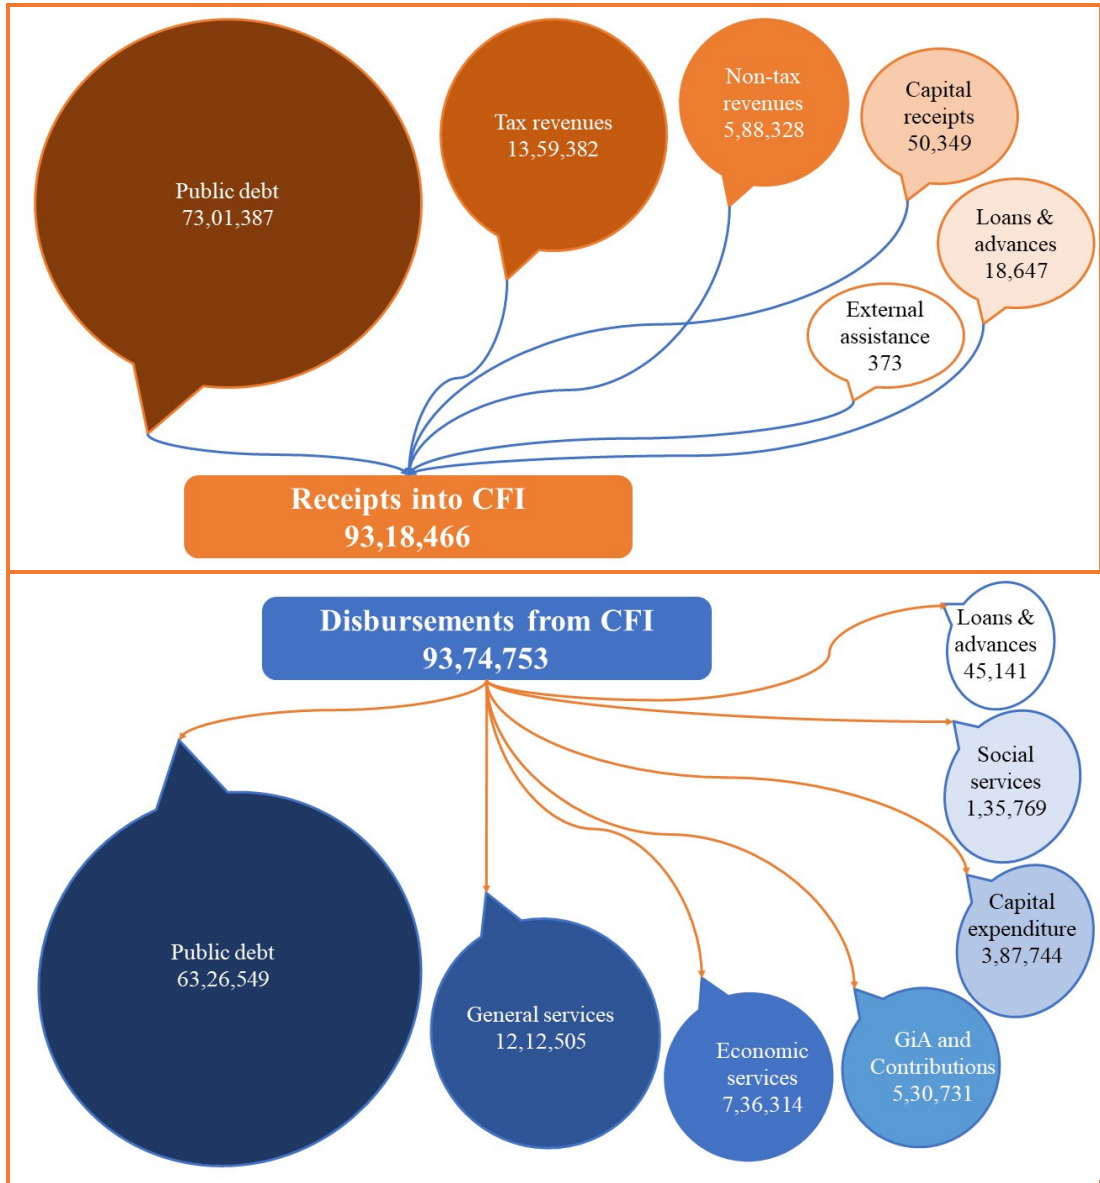 Public debt
73,01,387
Tax revenues
13,59,382
Non-tax
revenues
5,88,328
Capital
receipts
50,349
Loans &
advances
18,647
External
assistance
373
Receipts into CFI
93,18,466
Disbursements from CFI
93,74,753
Loans &
advances
45,141
Social
services
1,35,769
Capital
expenditure
3,87,744
Public debt
63,26,549
General services
12,12,505
Economic
services
7,36,314
GiA and
Contributions
5,30,731